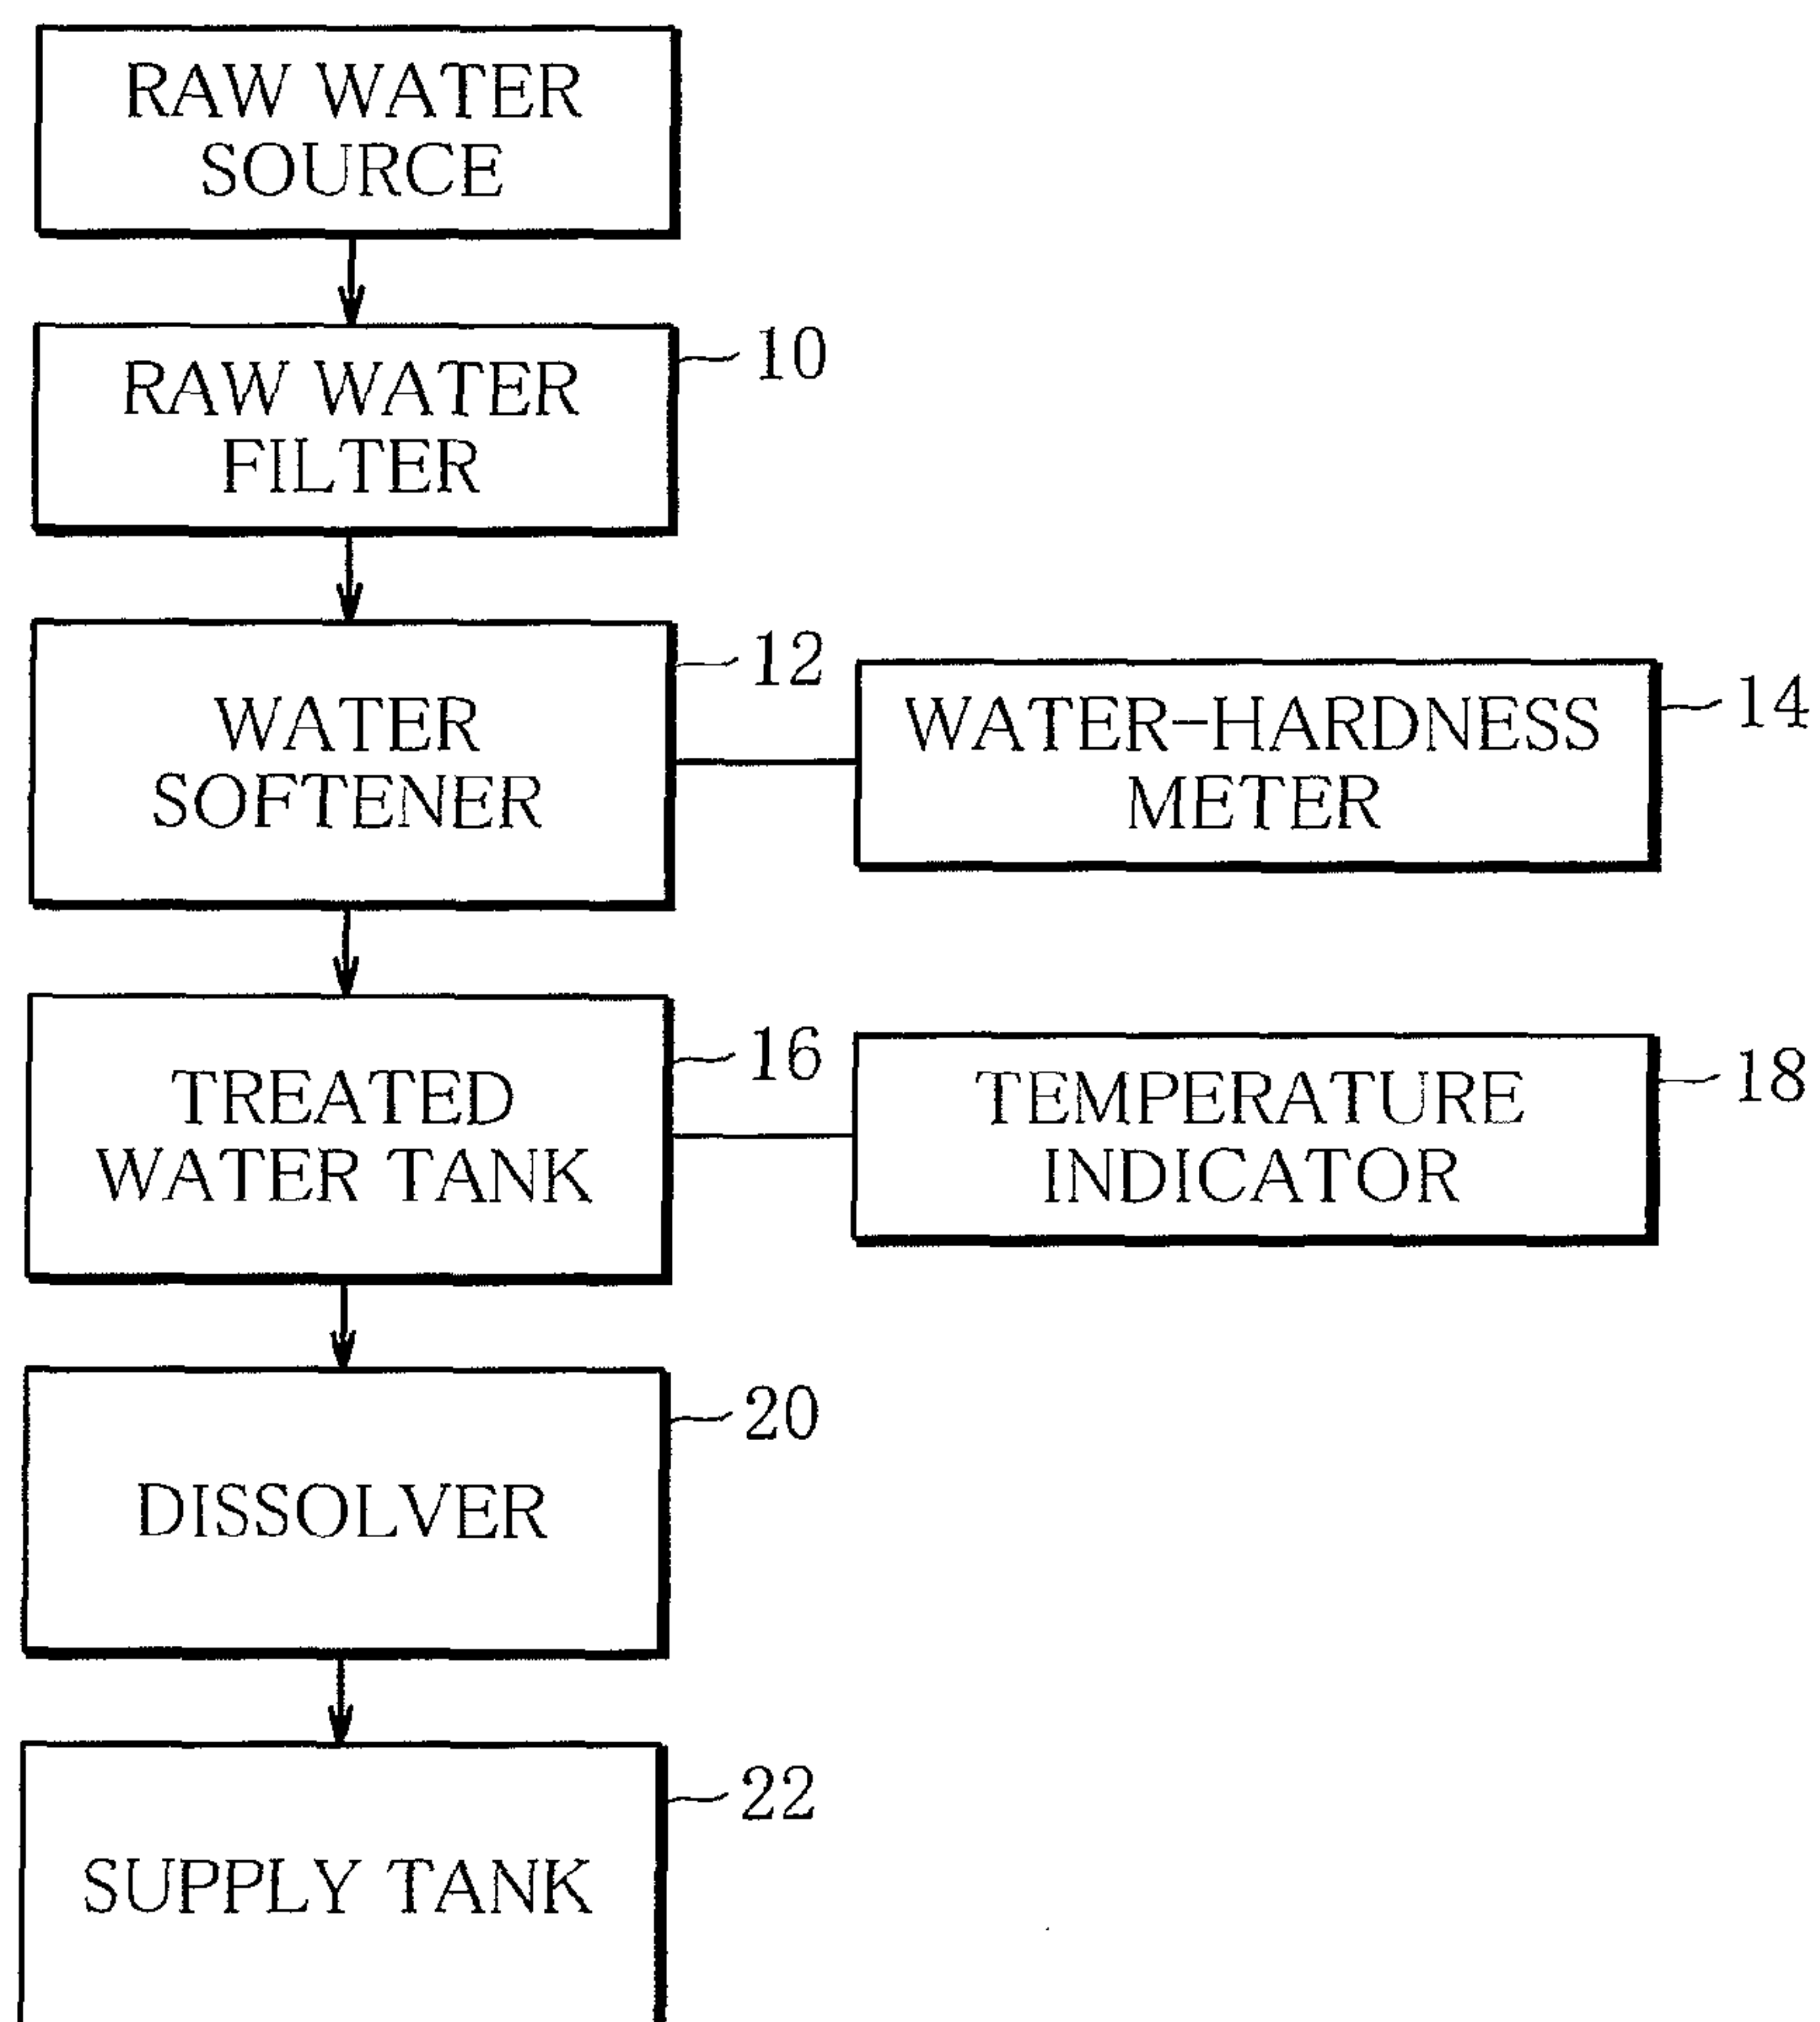 RAW WATER
SOURCE
10
RAW WATER
FILTER
12
WATER
SOFTENER
14
WATER-HARDNESS
METER
16
TREATED
WATER TANK
18
TEMPERATURE
INDICATOR
20
DISSOLVER
22
SUPPLY TANK